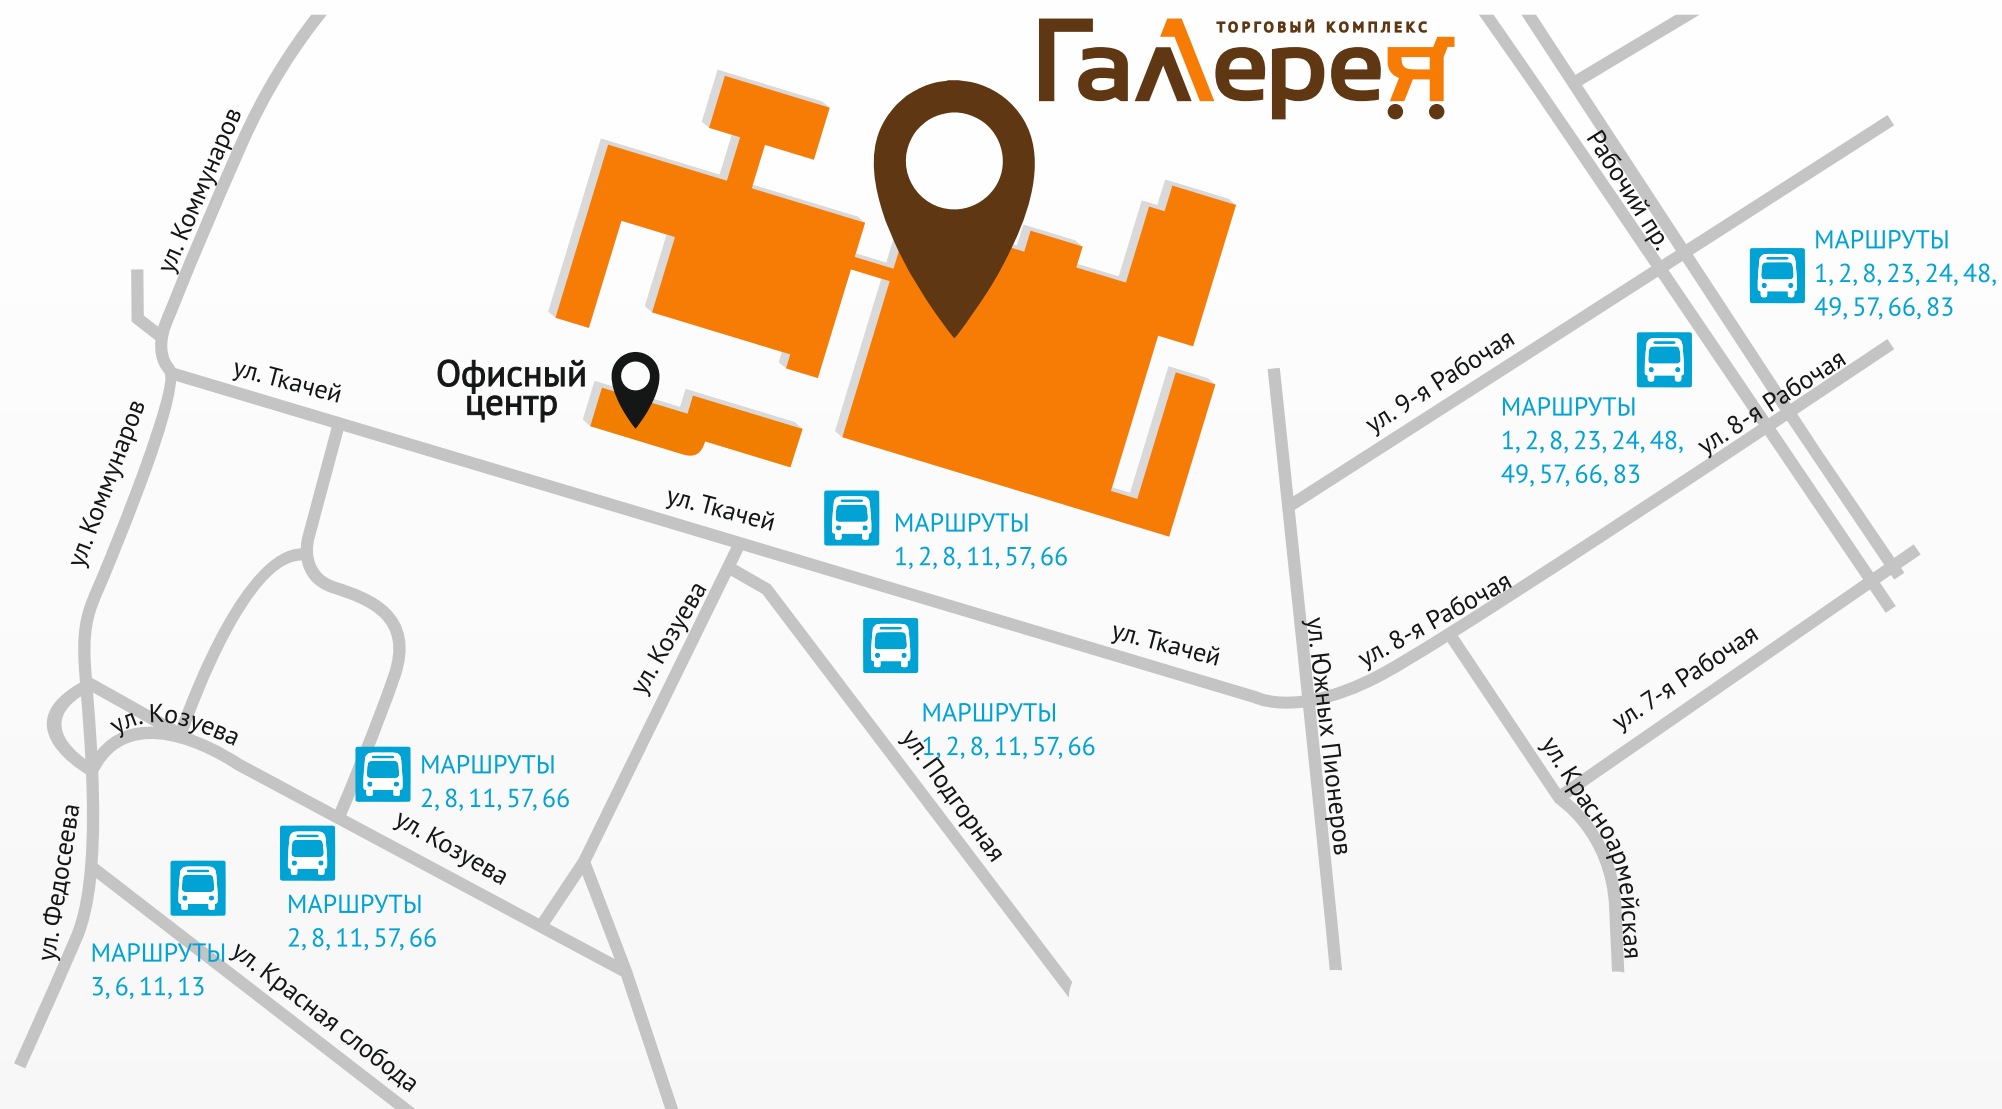 ТОРГОВЫЙ КОМПЛЕКС
Галлерея
ул. Коммунаров
Рабочий пр.
МАРШРУТЫ
1, 2, 8, 23, 24, 48,
49, 57, 66, 83
ул. Ткачей
Офисный
центр
ул. 9-я Рабочая
МАРШРУТЫ
1, 2, 8, 23, 24, 48,
49, 57, 66, 83
ул. 8-я Рабочая
ул. Коммунаров
ул. Ткачей
МАРШРУТЫ
1, 2, 8, 11, 57, 66
ул. Козуева
ул. Ткачей
ул. Южных Пионеров
ул. 8-я Рабочая
ул. 7-я Рабочая
МАРШРУТЫ
1, 2, 8, 11, 57, 66
ул. Подгорная
ул. Козуева
МАРШРУТЫ
2, 8, 11, 57, 66
ул. Козуева
ул. Красноармейская
ул. Федосеева
МАРШРУТЫ
2, 8, 11, 57, 66
МАРШРУТЫ
3, 6, 11, 13
ул. Красная слобода